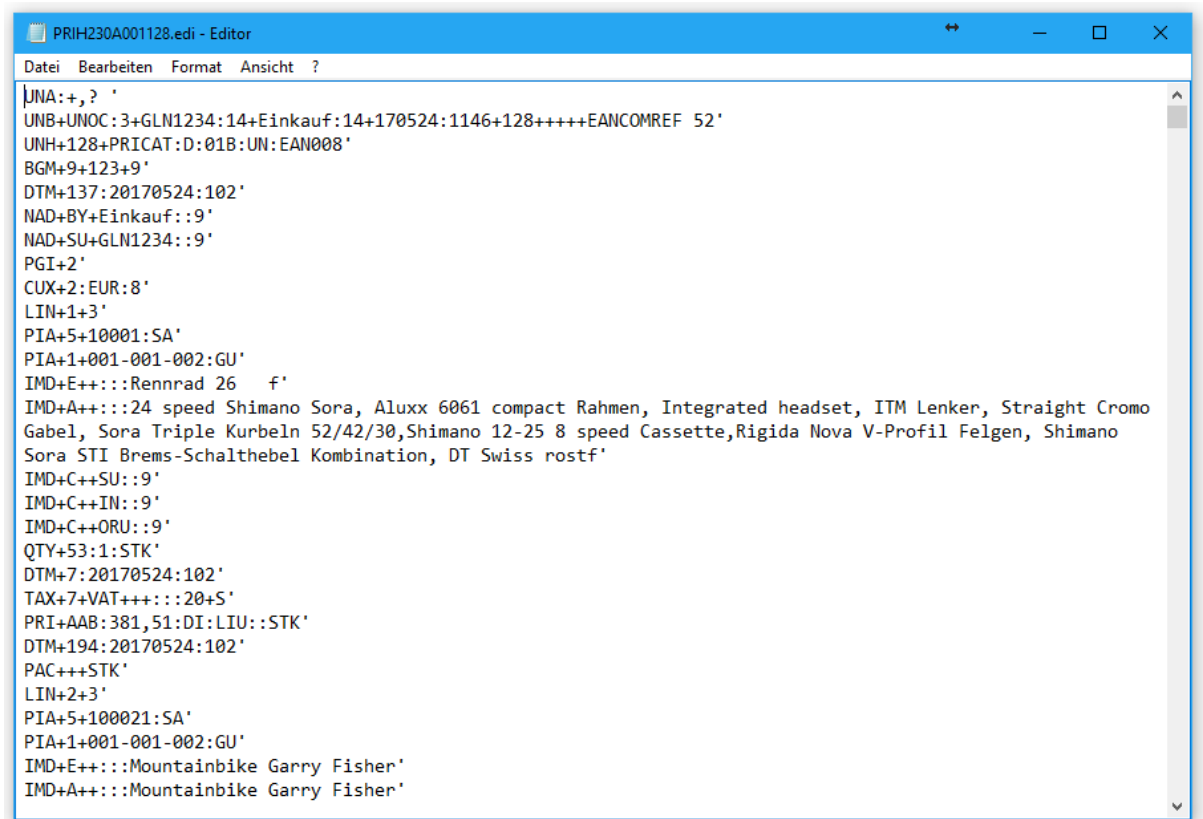 PRIH230A001128.edi - Editor
Datei Bearbeiten Format Ansicht ?
UNA:+,? '
UNB+UNOC:3+GLN1234:14+Einkauf:14+170524:1146+128+++++EANCOMREF 52'
UNH+128+PRICAT:D:01B:UN:EAN008'
BGM+9+123+9'
DTM+137:20170524:102'
NAD+BY+Einkauf::9'
NAD+SU+GLN1234::9'
PGI+2'
CUX+2:EUR:8'
LIN+1+3'
PIA+5+10001:SA'
PIA+1+001-001-002:GU'
IMD+E++:::Rennrad 26   f'
IMD+A++:::24 speed Shimano Sora, Aluxx 6061 compact Rahmen, Integrated headset, ITM Lenker, Straight Cromo
Gabel, Sora Triple Kurbeln 52/42/30,Shimano 12-25 8 speed Cassette,Rigida Nova V-Profil Felgen, Shimano
Sora STI Brems-Schalthebel Kombination, DT Swiss rostf'
IMD+C++SU::9'
IMD+C++IN::9'
IMD+C++ORU::9'
QTY+53:1:STK'
DTM+7:20170524:102'
TAX+7+VAT+++:::20+S'
PRI+AAB:381,51:DI:LIU::STK'
DTM+194:20170524:102'
PAC+++STK'
LIN+2+3'
PIA+5+100021:SA'
PIA+1+001-001-002:GU'
IMD+E++:::Mountainbike Garry Fisher'
IMD+A++:::Mountainbike Garry Fisher'